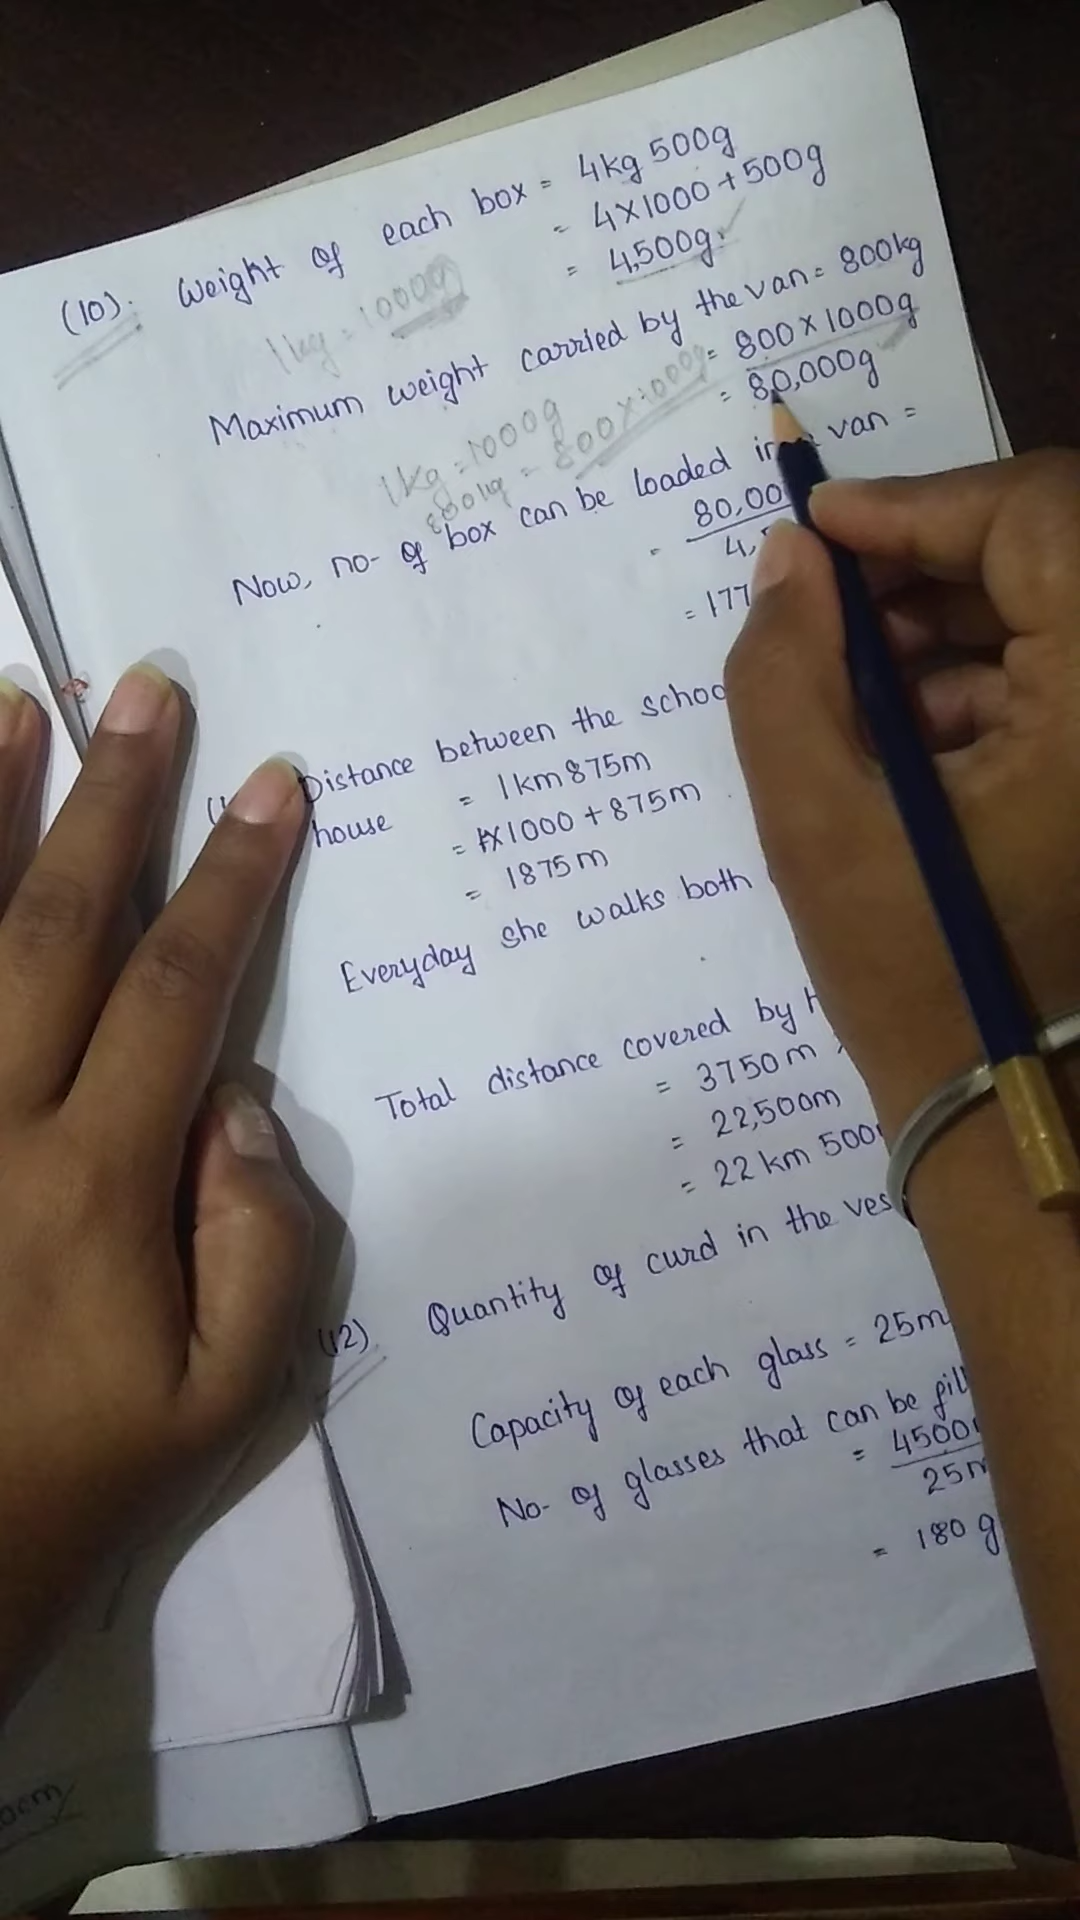 (10). Weight of each box = 4kg 500g
= 4×1000 + 500g
= 4,500g.
1kg = 1000g
Maximum weight carried by the van = 800kg
= 800 × 1000g
= 80,000g
1kg = 1000g
800kg = 800×1000g
Now, no- of box can be loaded in van =
= 80,00
4,
= 177
Distance between the schoo
house = 1km 875m
= 1×1000 + 875m
= 1875m
Everyday she walks both
Total distance covered by h
= 3750m
= 22,500m
= 22 km 500
(12). Quantity of curd in the ves
Capacity of each glass = 25m
No- of glasses that can be fill
= 4500
25m
= 180 g